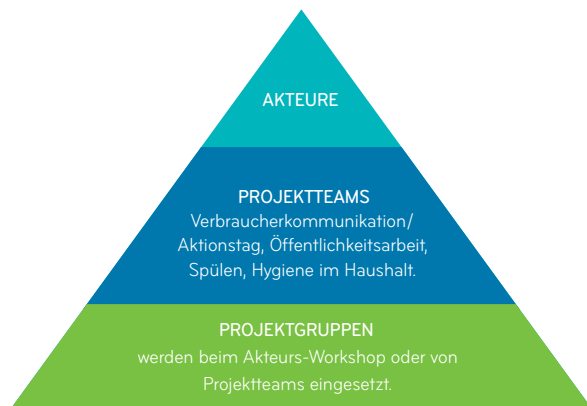 AKTEURE
PROJEKTTEAMS
Verbraucherkommunikation/
Aktionstag, Öffentlichkeitsarbeit,
Spülen, Hygiene im Haushalt.
PROJEKTGRUPPEN
werden beim Akteurs-Workshop oder von
Projektteams eingesetzt.